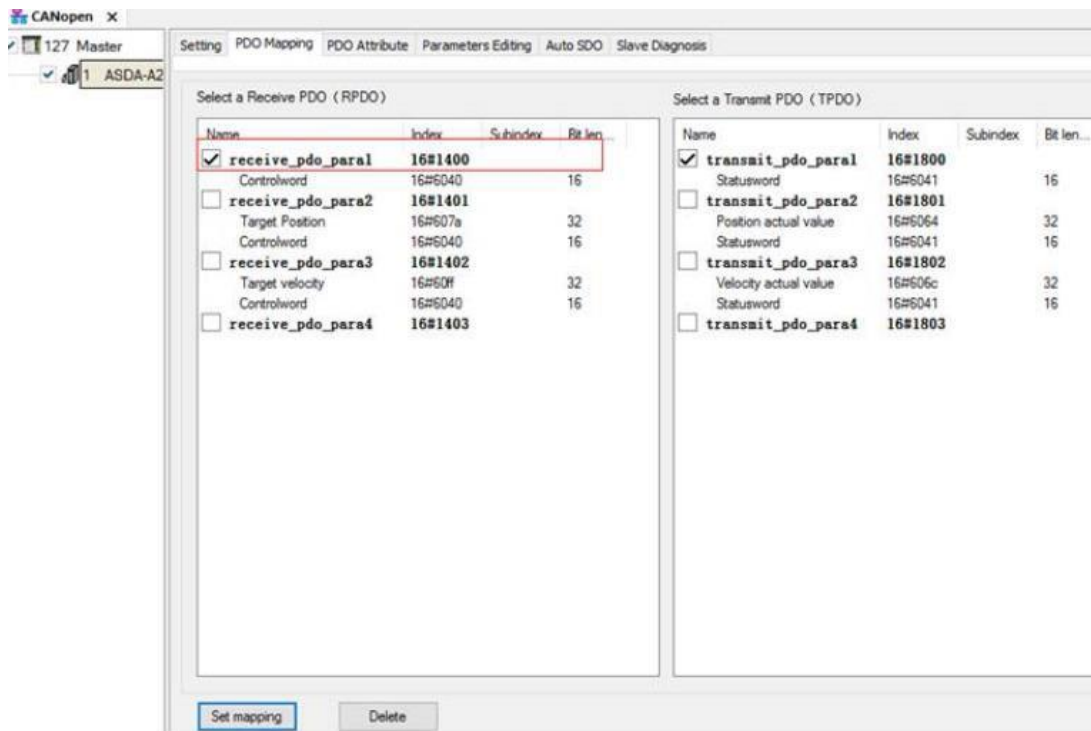 CANopen X
127 Master
1 ASDA-A2
Setting PDO Mapping PDO Attribute Parameters Editing Auto SDO Slave Diagnosis
Select a Receive PDO (RPDO)
Name Index Subindex Bit len...
receive_pdo_para1 16#1400
Controlword 16#6040 16
receive_pdo_para2 16#1401
Target Position 16#607a 32
Controlword 16#6040 16
receive_pdo_para3 16#1402
Target velocity 16#60ff 32
Controlword 16#6040 16
receive_pdo_para4 16#1403
Set mapping Delete
Select a Transmit PDO (TPDO)
Name Index Subindex Bit len...
transmit_pdo_para1 16#1800
Statusword 16#6041 16
transmit_pdo_para2 16#1801
Position actual value 16#6064 32
Statusword 16#6041 16
transmit_pdo_para3 16#1802
Velocity actual value 16#606c 32
Statusword 16#6041 16
transmit_pdo_para4 16#1803